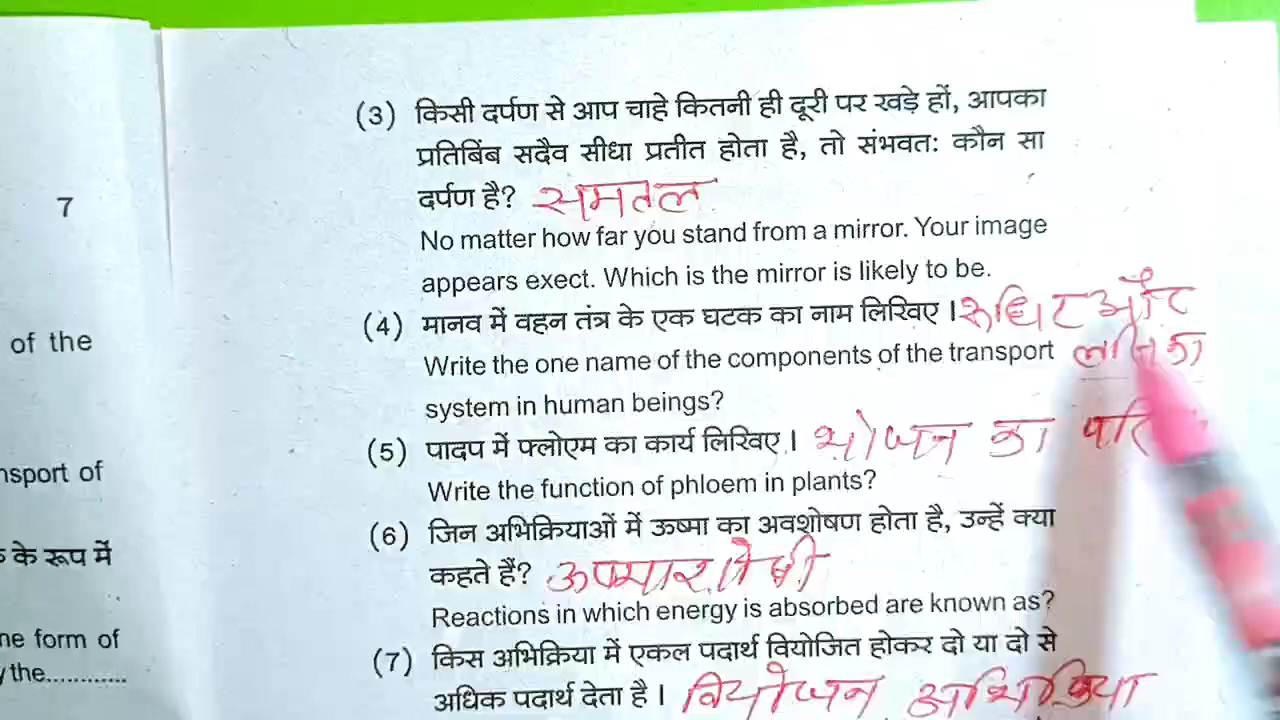 7
of the
nsport of
के रूप में
ne form of
the............
(3) किसी दर्पण से आप चाहे कितनी ही दूरी पर खड़े हों, आपका
प्रतिबिंब सदैव सीधा प्रतीत होता है, तो संभवतः कौन सा
दर्पण है? समतल
No matter how far you stand from a mirror. Your image
appears exect. Which is the mirror is likely to be.
(4) मानव में वहन तंत्र के एक घटक का नाम लिखिए । रुधिर और
Write the one name of the components of the transport
system in human beings?
(5) पादप में फ्लोएम का कार्य लिखिए । भोजन का परि
Write the function of phloem in plants?
(6) जिन अभिक्रियाओं में ऊष्मा का अवशोषण होता है, उन्हें क्या
कहते हैं?
Reactions in which energy is absorbed are known as?
(7) किस अभिक्रिया में एकल पदार्थ वियोजित होकर दो या दो से
अधिक पदार्थ देता है । वियोजन अभिक्रिया